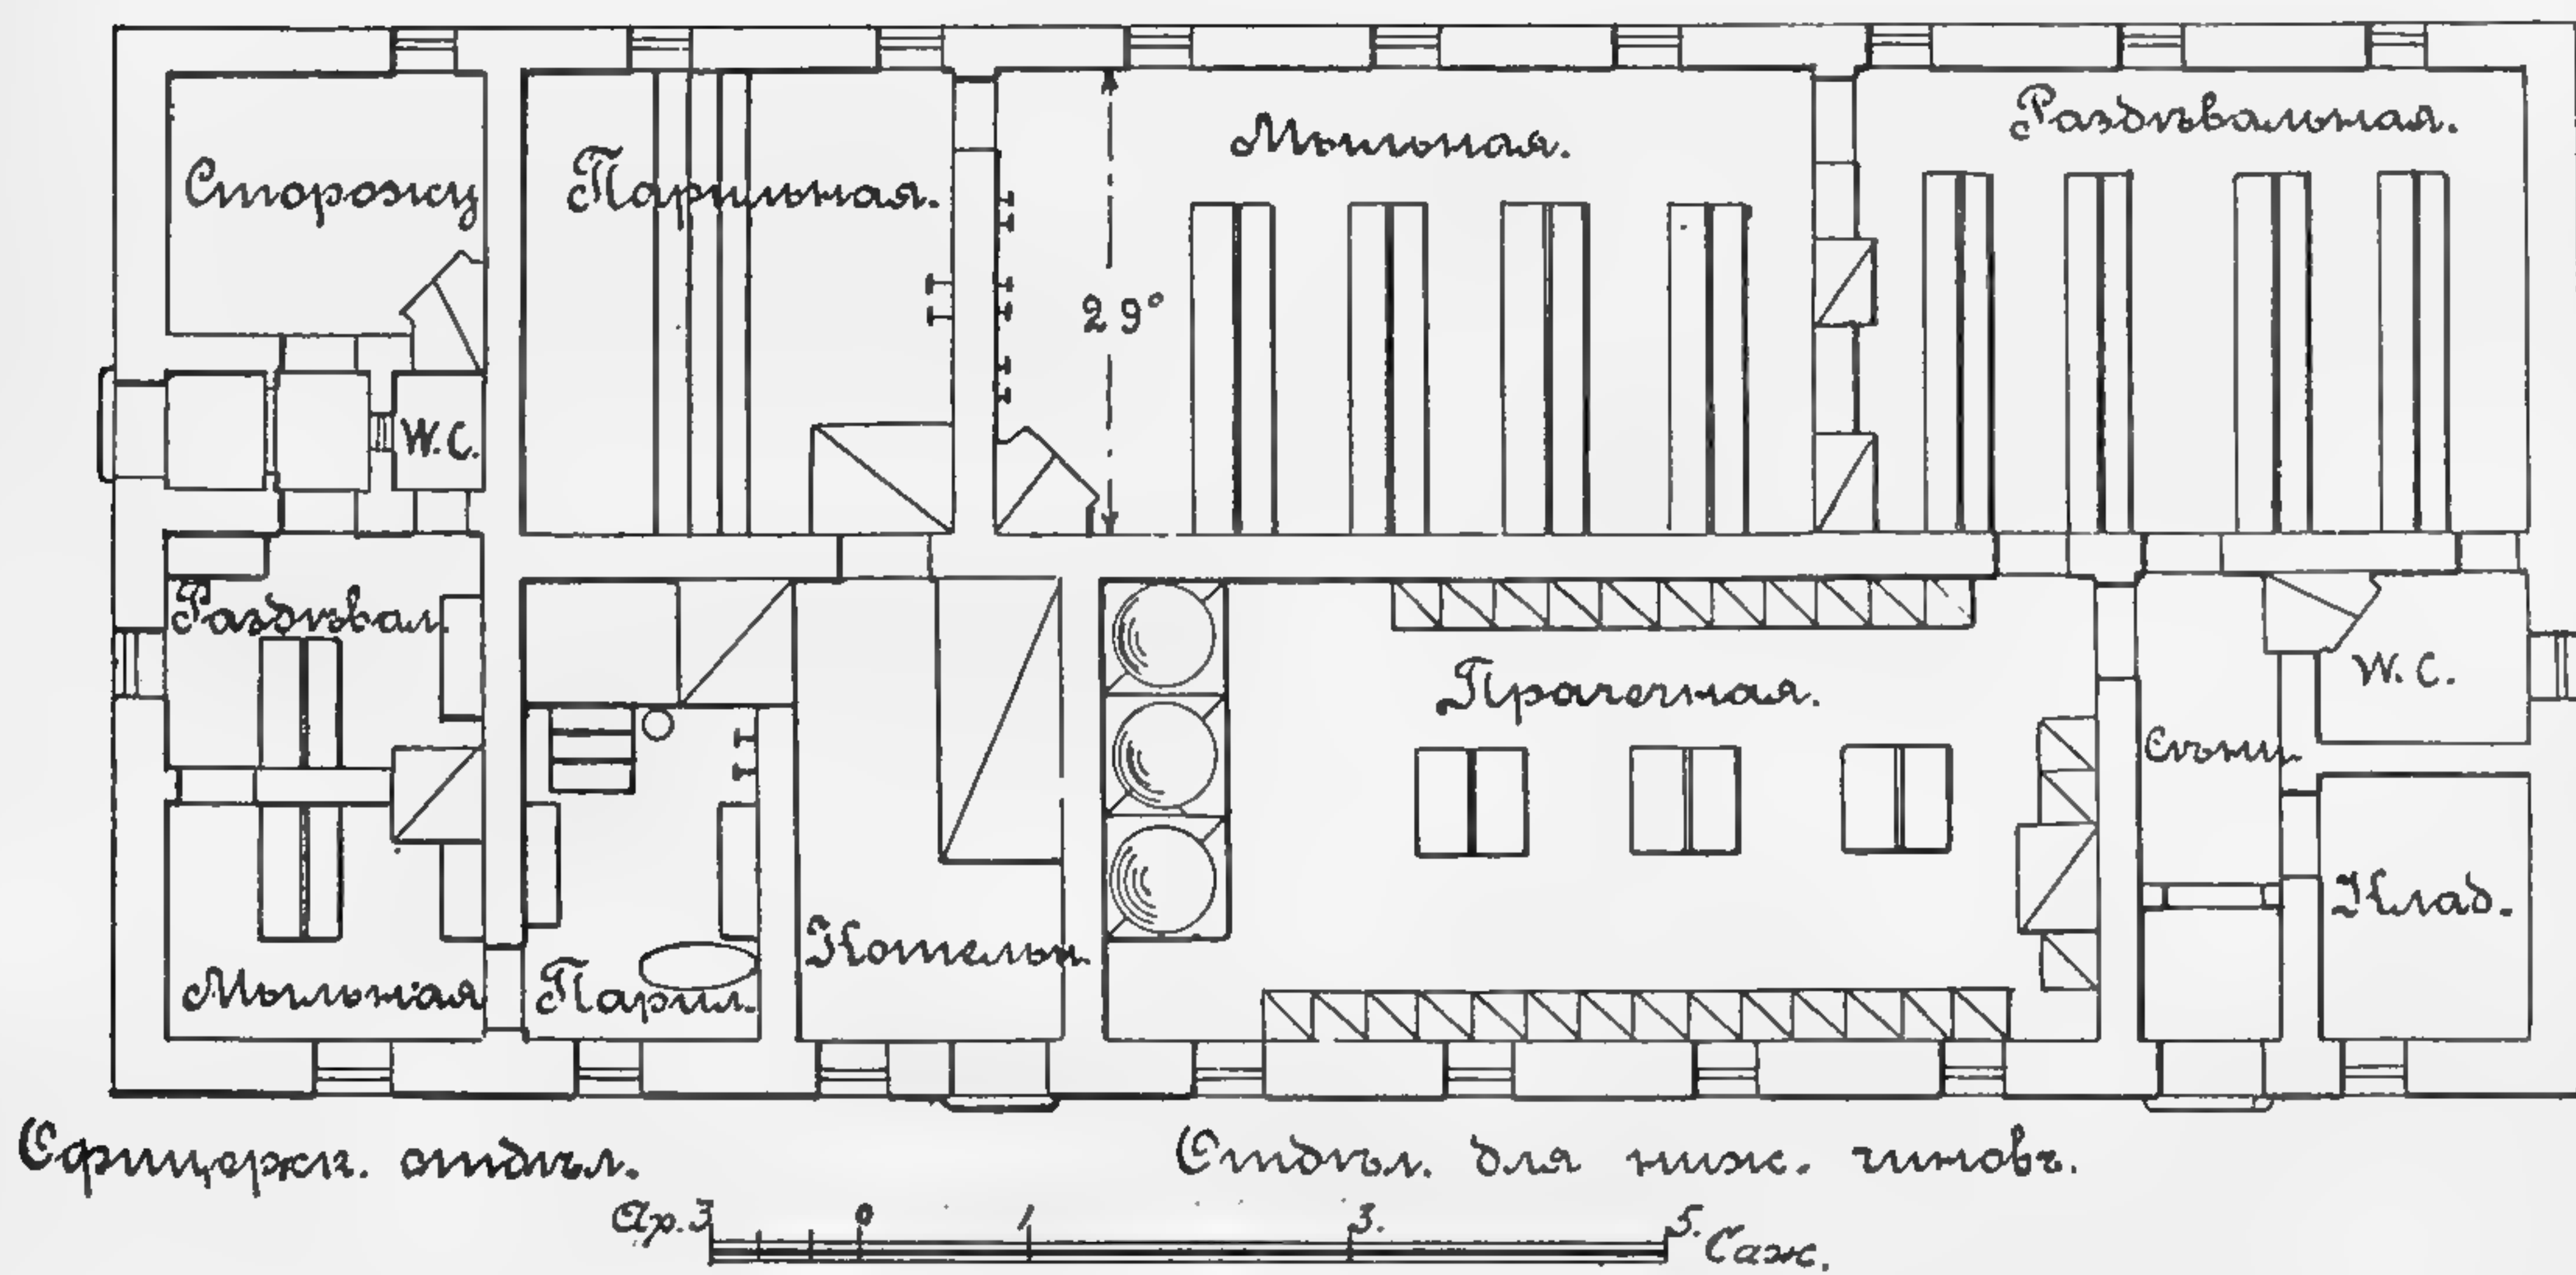 Сторожу
Парильная.
Мыльная.
Раздѣвальная.
29°
W.C.
Раздѣвал.
Прачечная.
W.C.
Сѣни.
Клад.
Котельн.
Мыльная
Парил.
Офицерск. отдѣл.
Отдѣл. для ниж. чиновъ.
Ар. 3 0 1 3. 5. Саж.